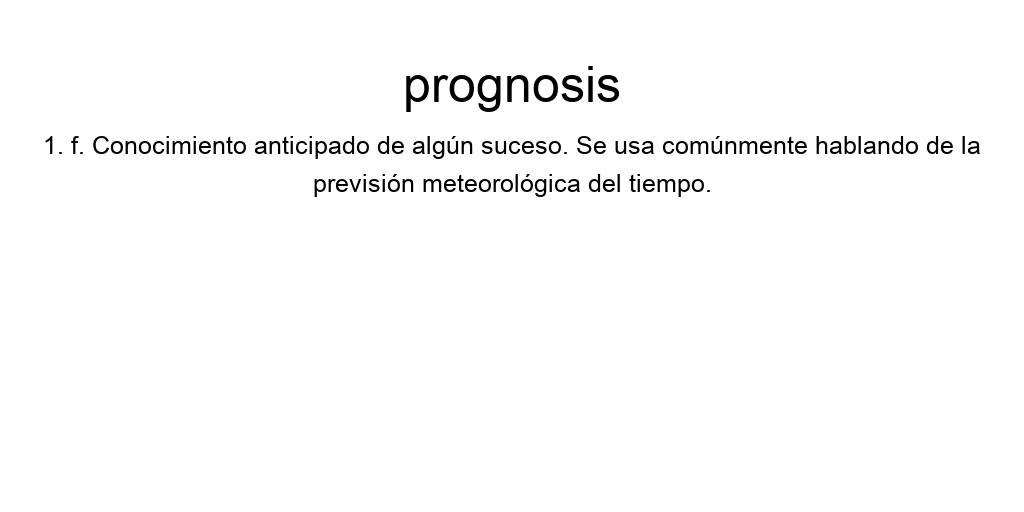 prognosis
1. f. Conocimiento anticipado de algún suceso. Se usa comúnmente hablando de la
previsión meteorológica del tiempo.